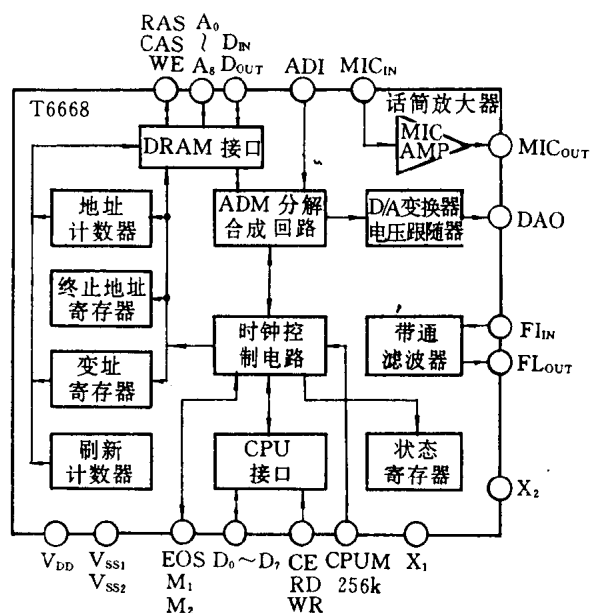 RAS A₀
CAS ~ D_IN
WE A₈ D_OUT ADI MIC_IN
T6668
话筒放大器
MIC
AMP
MIC_OUT
DRAM 接口
地址
计数器
ADM 分解
合成回路
D/A变换器
电压跟随器
DAO
终止地址
寄存器
时钟控
制电路
带通
滤波器
FI_IN
FL_OUT
变址
寄存器
刷新
计数器
CPU
接口
状态
寄存器
X₂
V_DD V_SS1 EOS D₀~D₇ CE CPUM X₁
V_SS2 M₁ RD 256k
M₂ WR